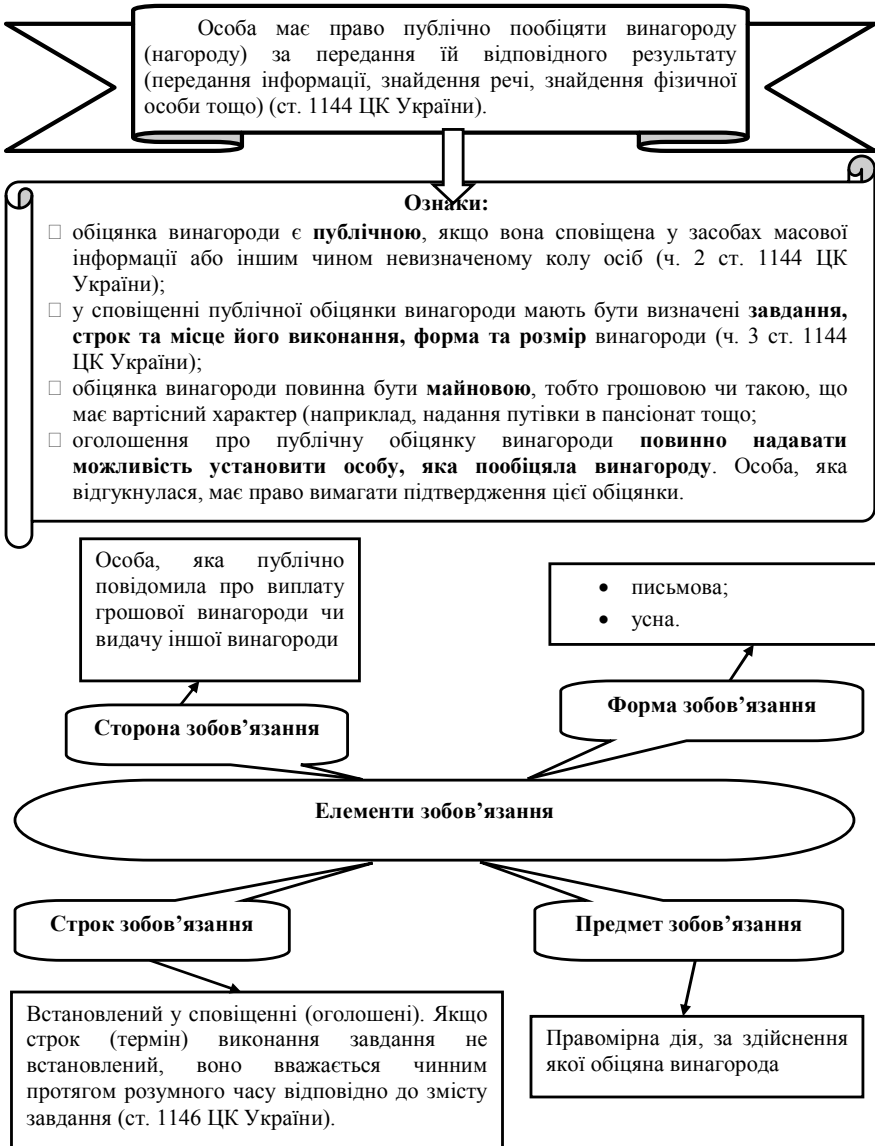 Особа має право публічно пообіцяти винагороду
(нагороду) за передання їй відповідного результату
(передання інформації, знайдення речі, знайдення фізичної
особи тощо) (ст. 1144 ЦК України).
Ознаки:
обіцянка винагороди є публічною, якщо вона сповіщена у засобах масової
інформації або іншим чином невизначеному колу осіб (ч. 2 ст. 1144 ЦК
України);
у сповіщенні публічної обіцянки винагороди мають бути визначені завдання,
строк та місце його виконання, форма та розмір винагороди (ч. 3 ст. 1144
ЦК України);
обіцянка винагороди повинна бути майновою, тобто грошовою чи такою, що
має вартісний характер (наприклад, надання путівки в пансіонат тощо;
оголошення про публічну обіцянку винагороди повинно надавати
можливість установити особу, яка пообіцяла винагороду. Особа, яка
відгукнулася, має право вимагати підтвердження цієї обіцянки.
Особа, яка публічно
повідомила про виплату
грошової винагороди чи
видачу іншої винагороди
• письмова;
• усна.
Сторона зобов’язання
Форма зобов’язання
Елементи зобов’язання
Строк зобов’язання
Предмет зобов’язання
Встановлений у сповіщенні (оголошені). Якщо
строк (термін) виконання завдання не
встановлений, воно вважається чинним
протягом розумного часу відповідно до змісту
завдання (ст. 1146 ЦК України).
Правомірна дія, за здійснення
якої обіцяна винагорода